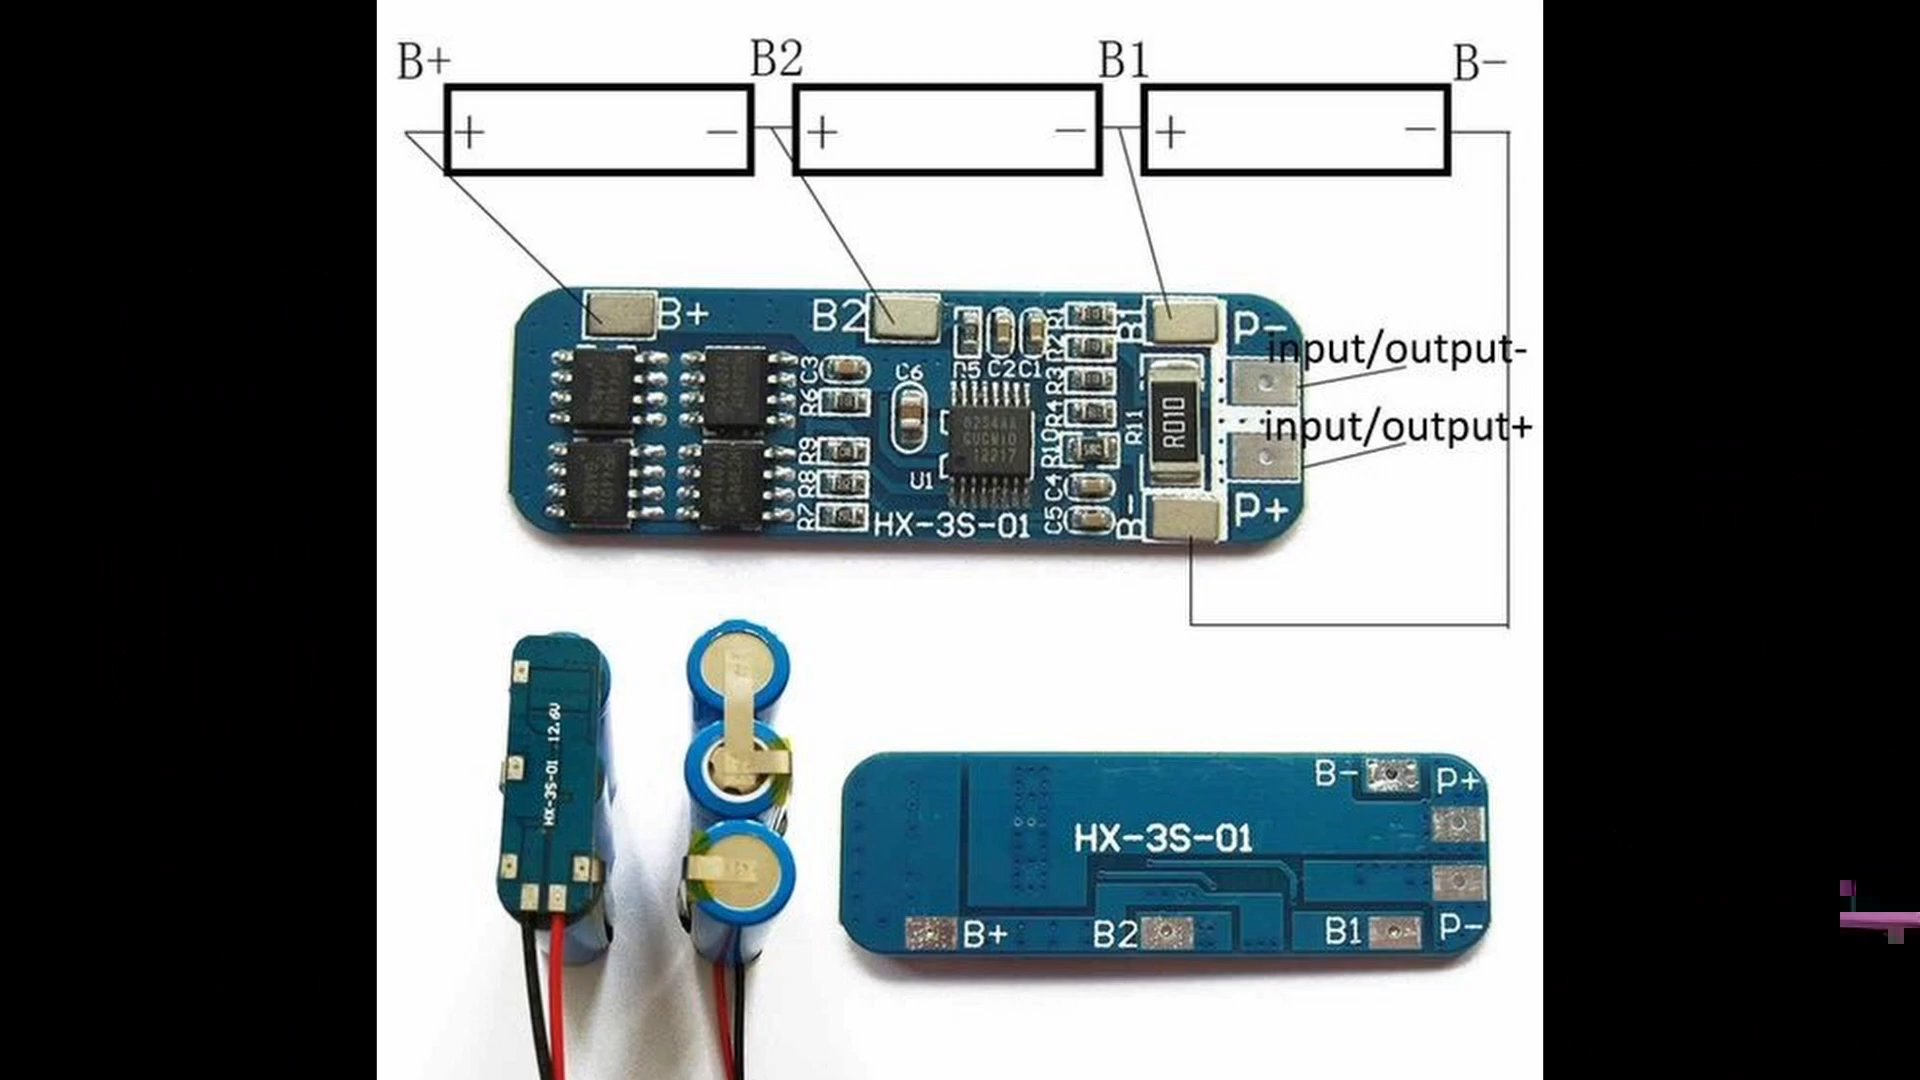 B+ B2 B1 B-
+ - + - + -
B+ B2 B1 P-
input/output-
input/output+
R5 C2 C1 R1
R2 R3 R4 R10
C3 R6 C6
R9 R8 R7
U1 C4 C5
R11 R010
HX-3S-01 B- P+
HX-3S-01 12.6V
B- P+
HX-3S-01
B+ B2 B1 P-